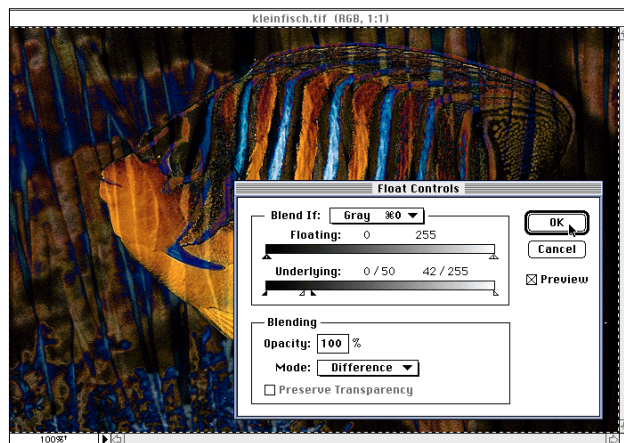 kleinfisch.tif (RGB, 1:1)
Float Controls
Blend If: Gray ⌘0
Floating: 0 255
Underlying: 0 / 50 42 / 255
OK
Cancel
Preview
Blending
Opacity: 100 %
Mode: Difference
Preserve Transparency
100%†